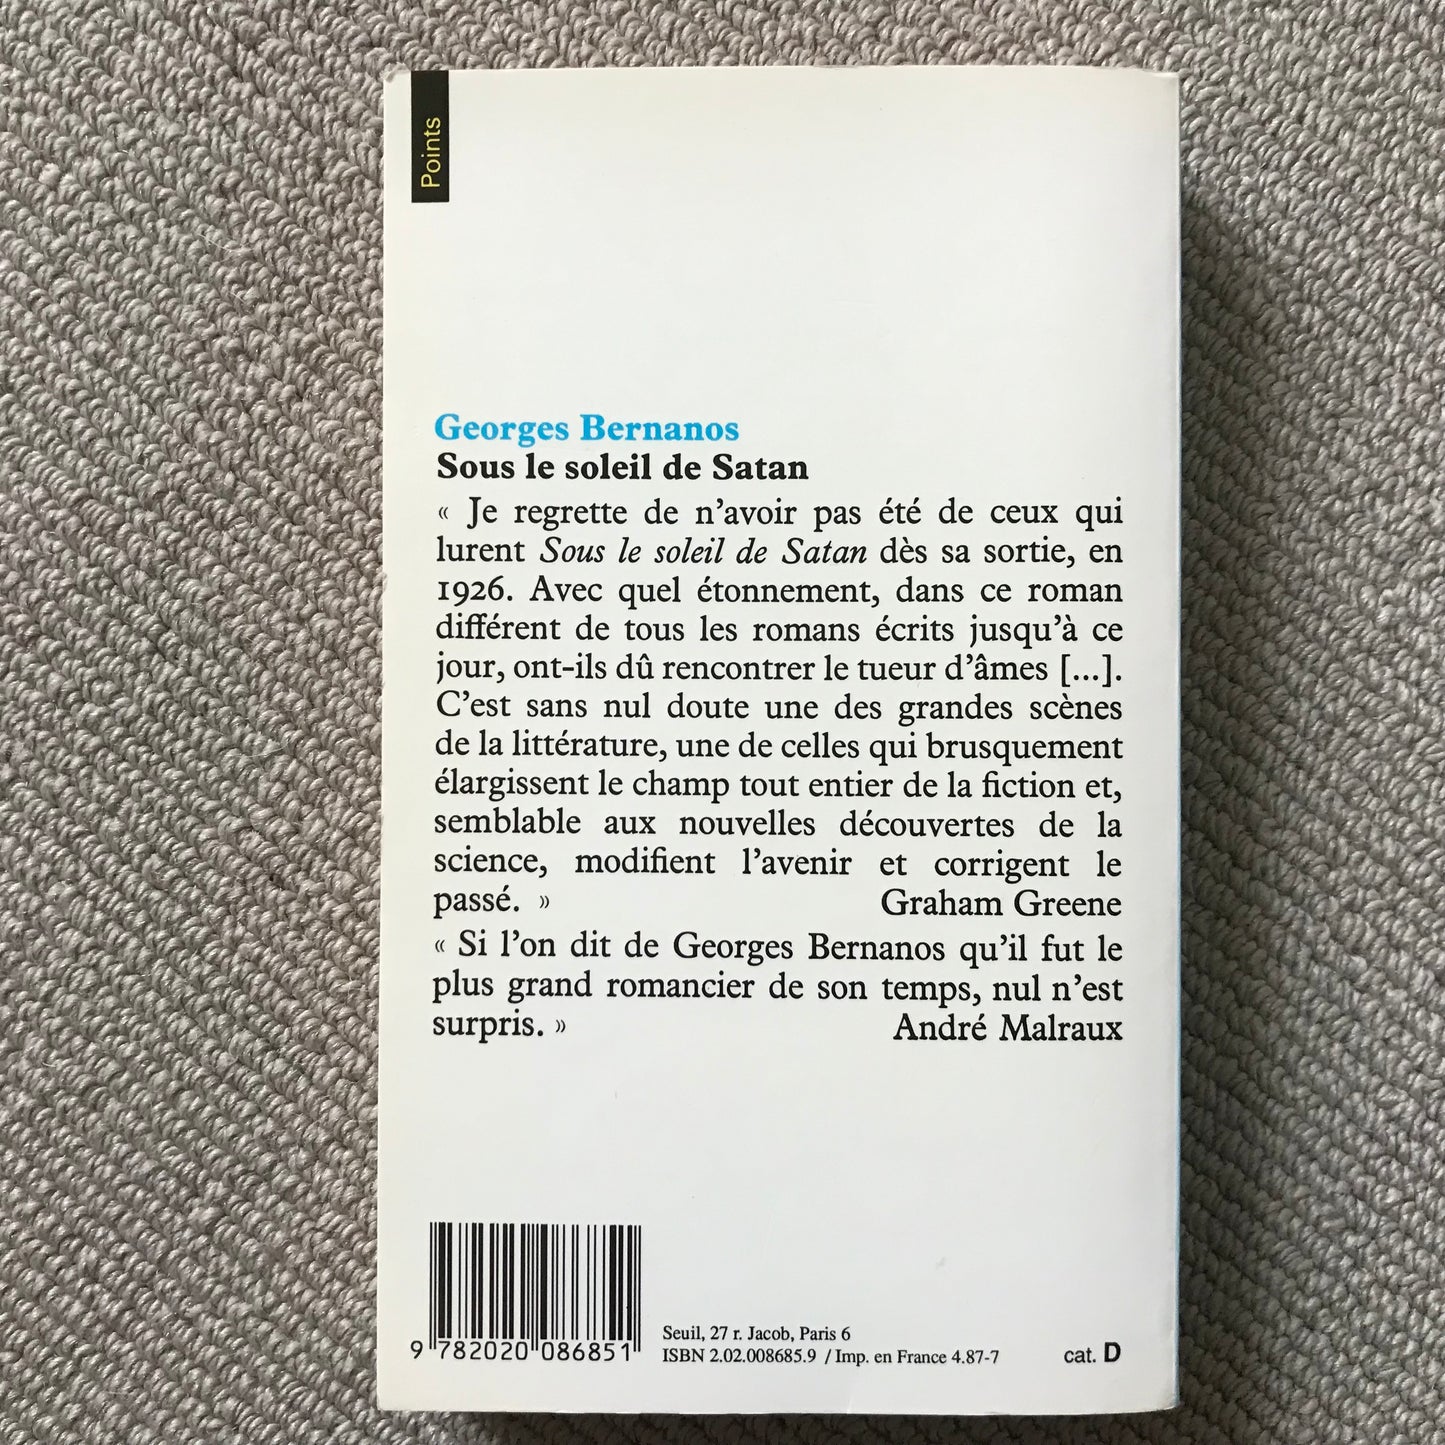 Points
Georges Bernanos
Sous le soleil de Satan
« Je regrette de n’avoir pas été de ceux qui
lurent Sous le soleil de Satan dès sa sortie, en
1926. Avec quel étonnement, dans ce roman
différent de tous les romans écrits jusqu’à ce
jour, ont-ils dû rencontrer le tueur d’âmes [...].
C’est sans nul doute une des grandes scènes
de la littérature, une de celles qui brusquement
élargissent le champ tout entier de la fiction et,
semblable aux nouvelles découvertes de la
science, modifient l’avenir et corrigent le
passé. » Graham Greene
« Si l’on dit de Georges Bernanos qu’il fut le
plus grand romancier de son temps, nul n’est
surpris. » André Malraux
9 782020 086851
Seuil, 27 r. Jacob, Paris 6
ISBN 2.02.008685.9 / Imp. en France 4.87-7
cat. D